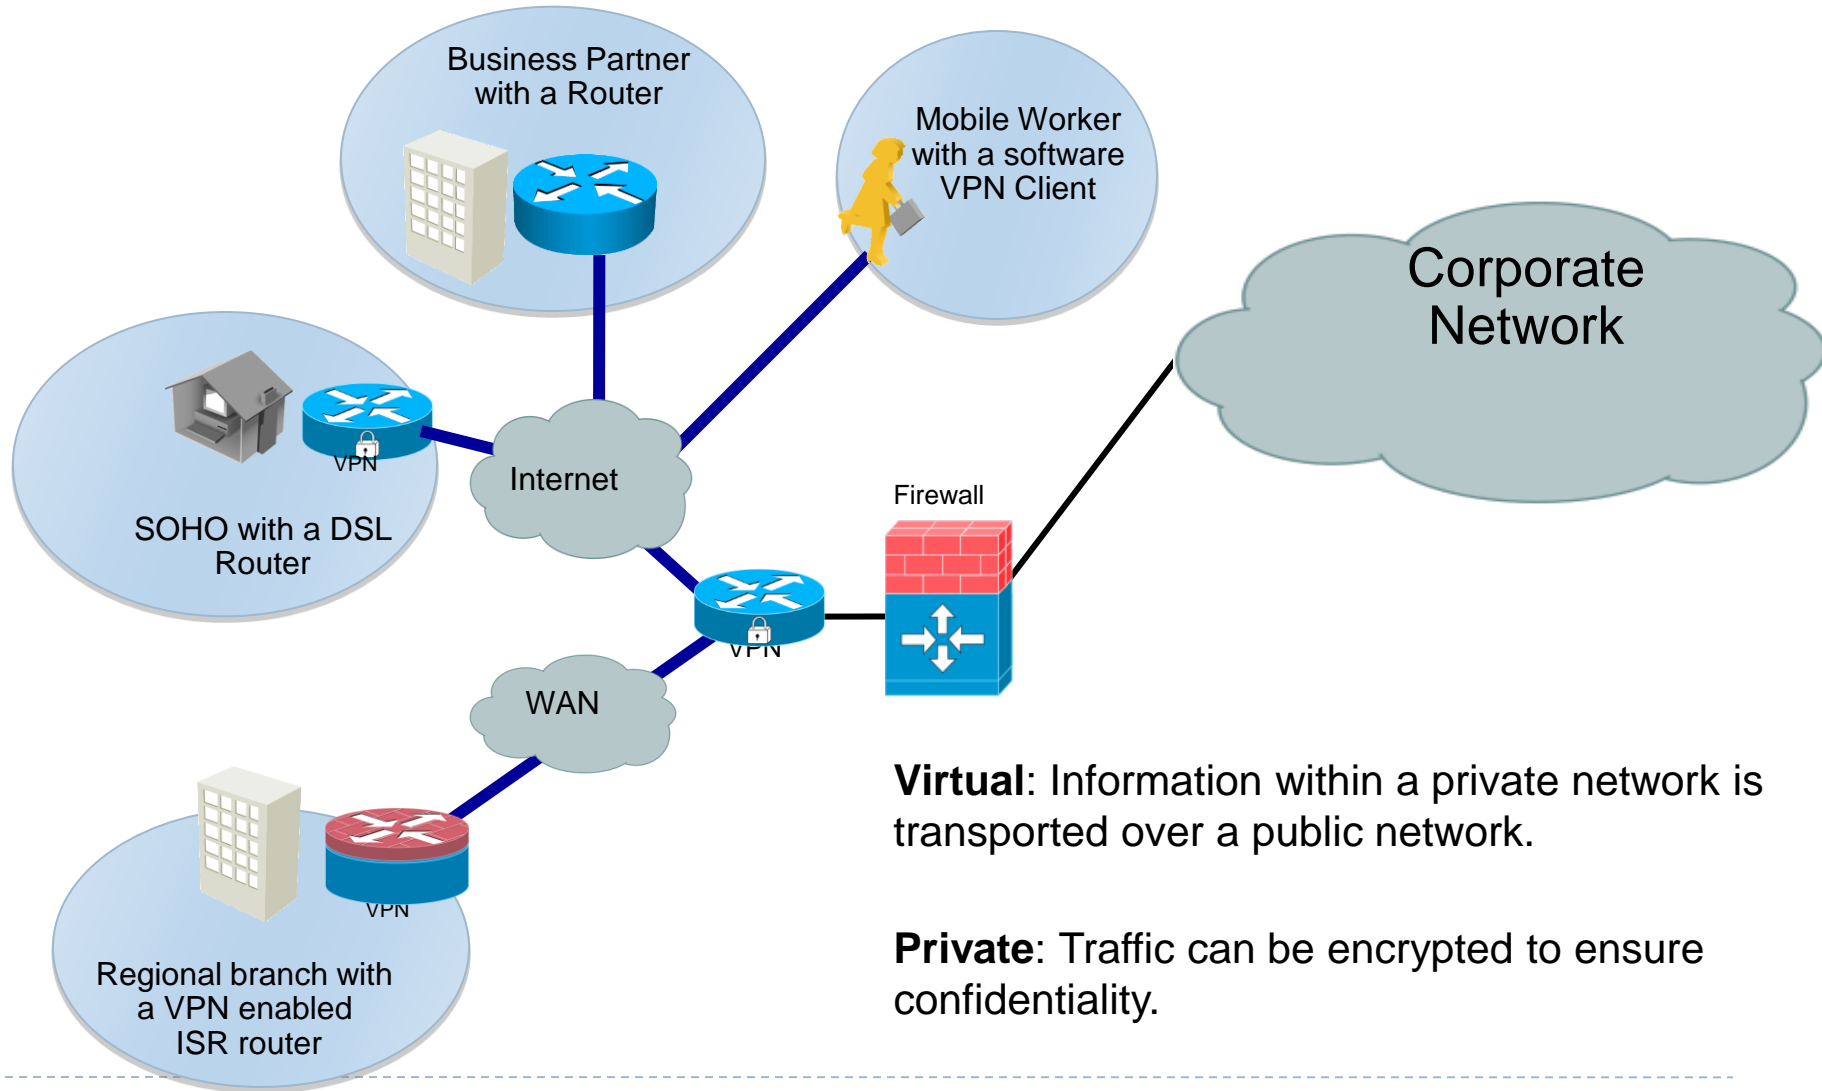 Business Partner
with a Router
Mobile Worker
with a software
VPN Client
Corporate
Network
VPN
SOHO with a DSL
Router
Internet
Firewall
VPN
WAN
VPN
Regional branch with
a VPN enabled
ISR router
Virtual: Information within a private network is
transported over a public network.
Private: Traffic can be encrypted to ensure
confidentiality.